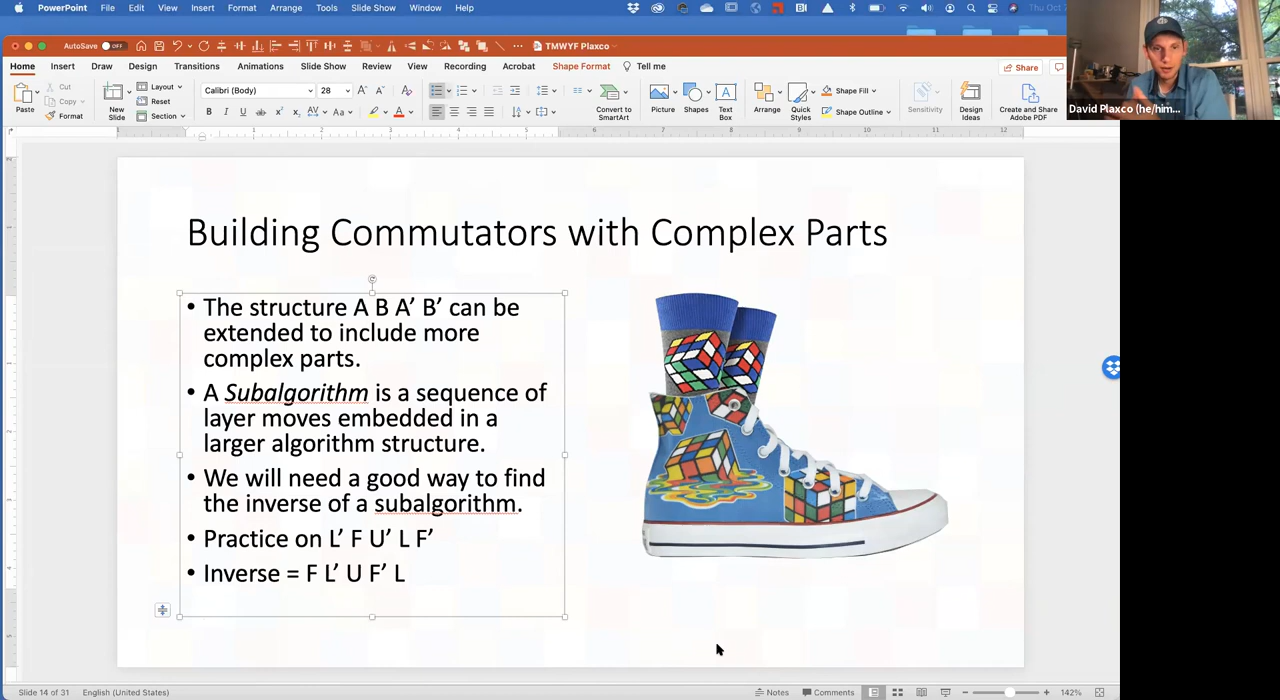 PowerPoint File Edit View Insert Format Arrange Tools Slide Show Window Help Thu Oct
AutoSave OFF TMWYF Plaxco
Home Insert Draw Design Transitions Animations Slide Show Review View Recording Acrobat Shape Format Tell me Share
Paste Cut Copy Format New Slide Layout Reset Section Calibri (Body) 28 Convert to SmartArt Picture Shapes Text Box Arrange Quick Styles Shape Fill Shape Outline Sensitivity Design Ideas Create and Share Adobe PDF
David Plaxco (he/him...
Building Commutators with Complex Parts
• The structure A B A’ B’ can be
extended to include more
complex parts.
• A Subalgorithm is a sequence of
layer moves embedded in a
larger algorithm structure.
• We will need a good way to find
the inverse of a subalgorithm.
• Practice on L’ F U’ L F’
• Inverse = F L’ U F’ L
Slide 14 of 31 English (United States) Notes Comments 142%